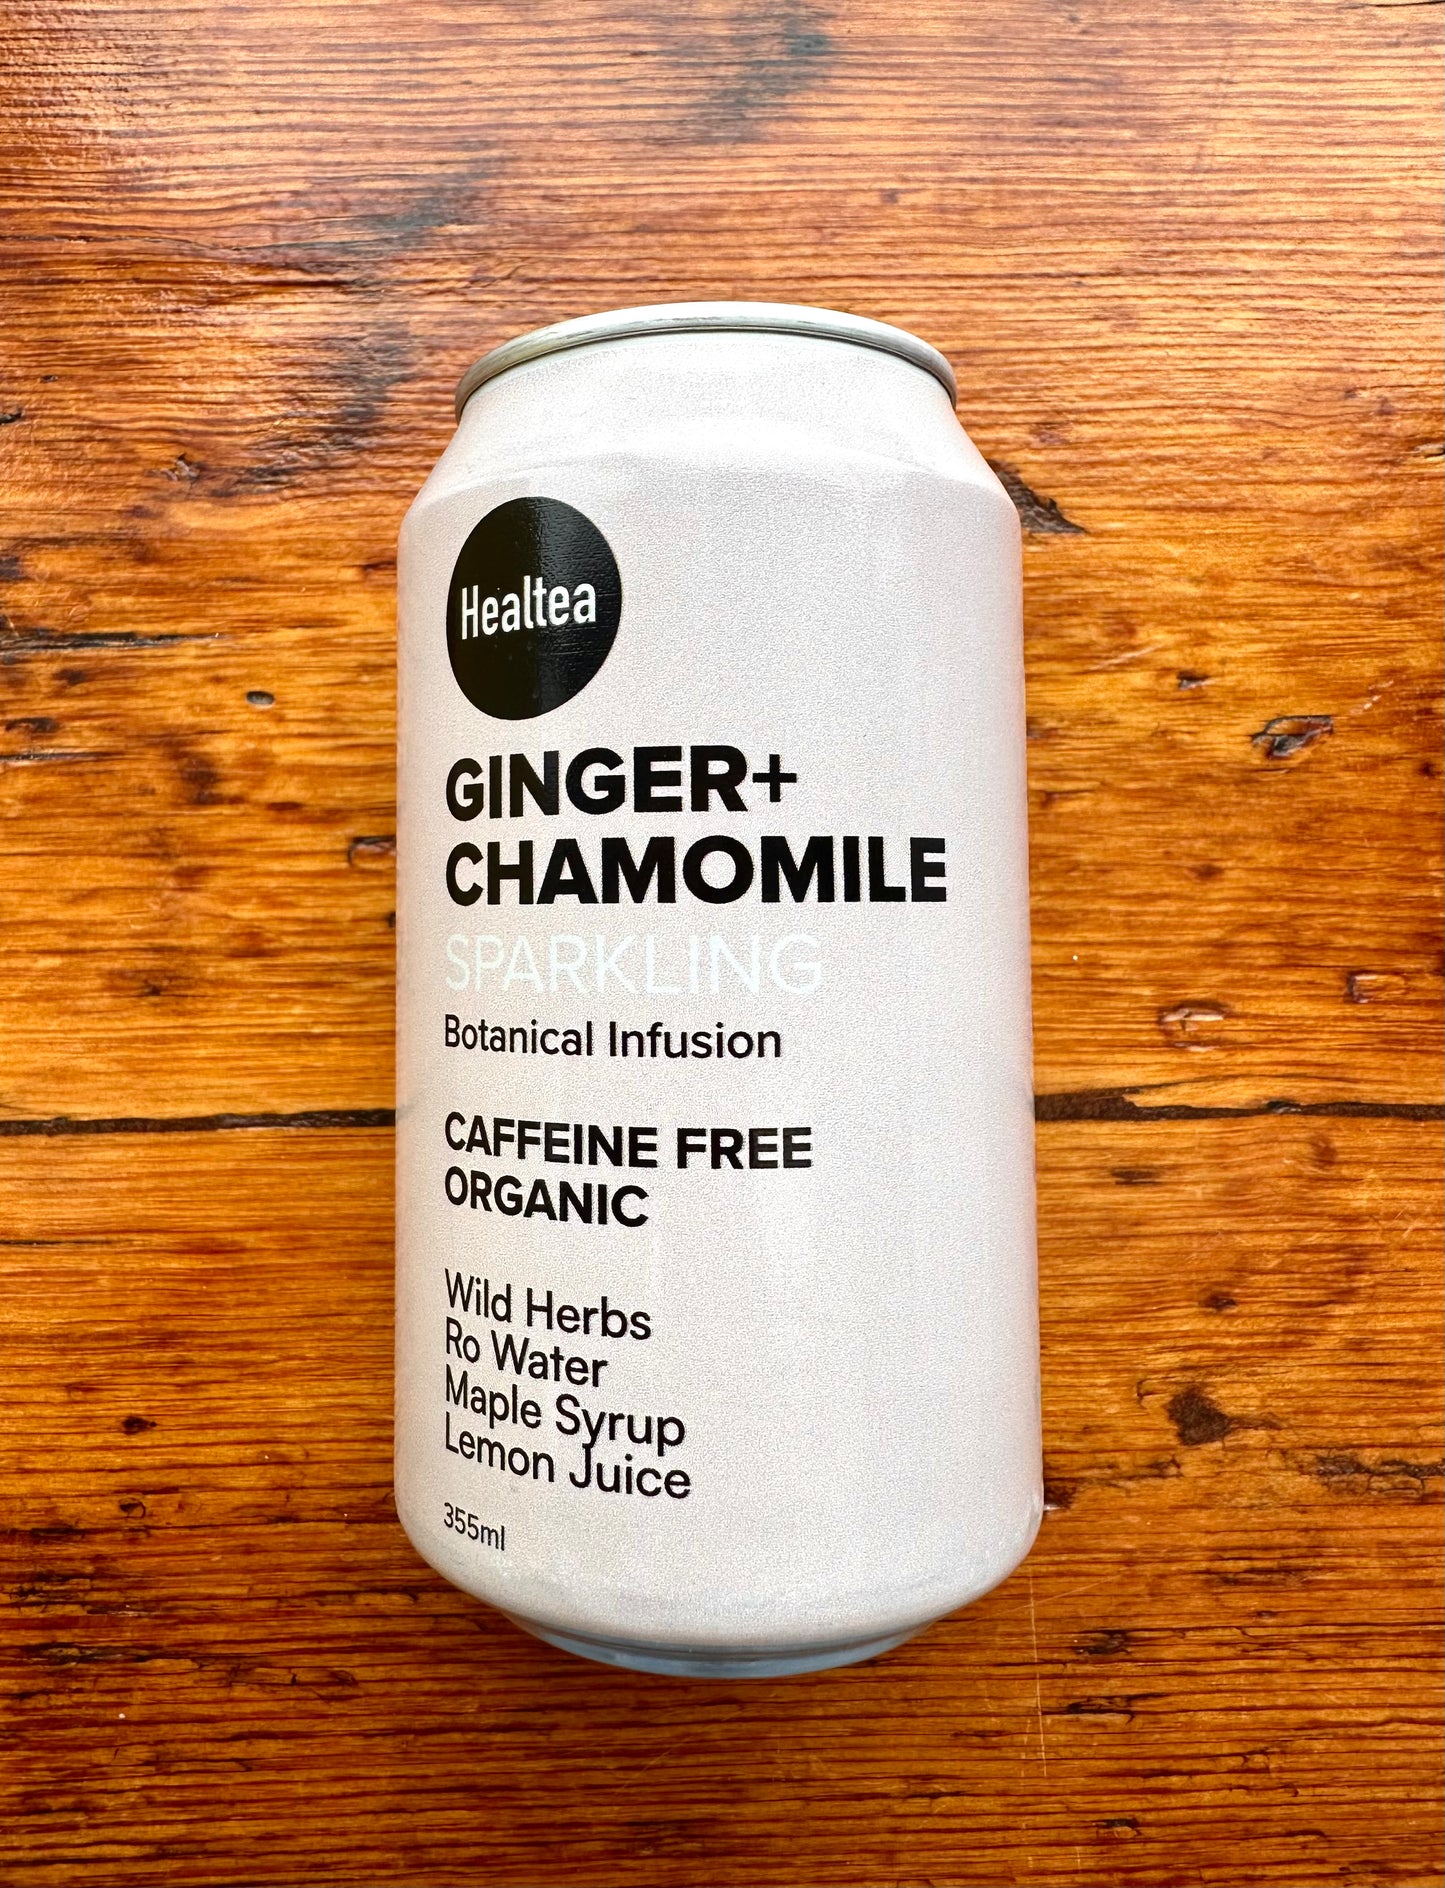 Healtea
GINGER+
CHAMOMILE
SPARKLING
Botanical Infusion
CAFFEINE FREE
ORGANIC
Wild Herbs
Ro Water
Maple Syrup
Lemon Juice
355ml